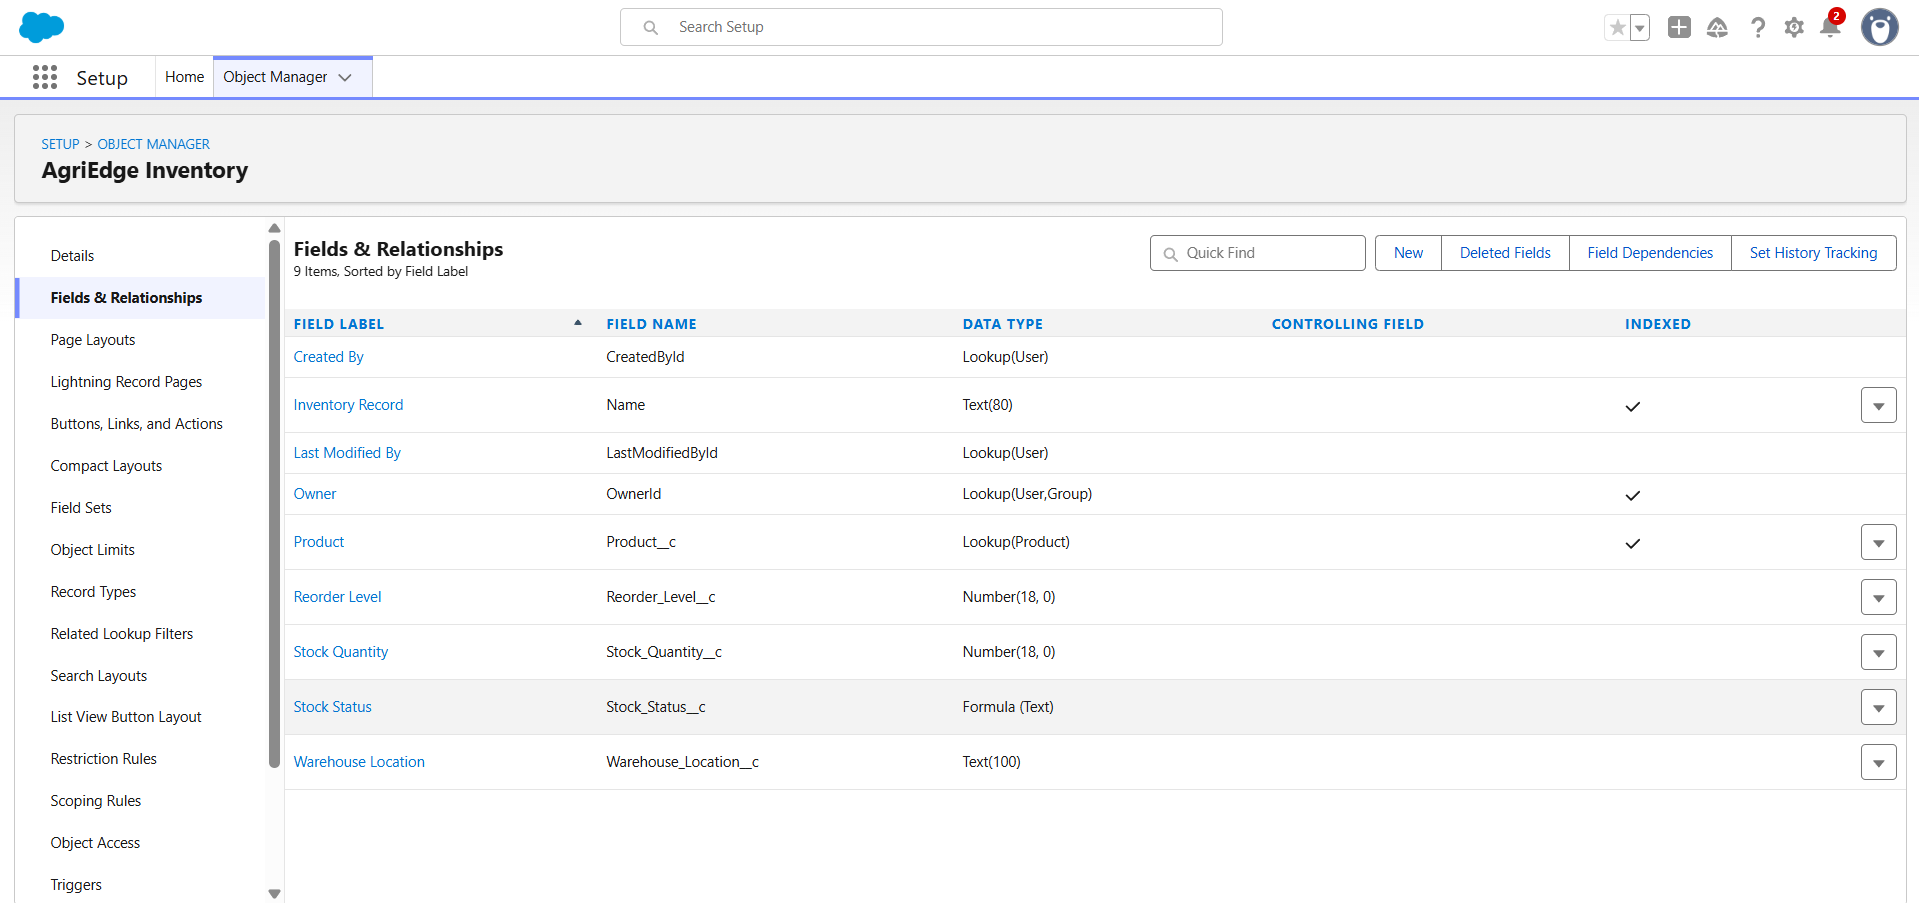 Search Setup
2
Setup
Home
Object Manager
SETUP > OBJECT MANAGER
AgriEdge Inventory
Details
Fields & Relationships
Page Layouts
Lightning Record Pages
Buttons, Links, and Actions
Compact Layouts
Field Sets
Object Limits
Record Types
Related Lookup Filters
Search Layouts
List View Button Layout
Restriction Rules
Scoping Rules
Object Access
Triggers
Fields & Relationships
9 Items, Sorted by Field Label
Quick Find
New
Deleted Fields
Field Dependencies
Set History Tracking
FIELD LABEL FIELD NAME DATA TYPE CONTROLLING FIELD INDEXED
Created By CreatedById Lookup(User)
Inventory Record Name Text(80)
Last Modified By LastModifiedById Lookup(User)
Owner OwnerId Lookup(User,Group)
Product Product__c Lookup(Product)
Reorder Level Reorder_Level__c Number(18, 0)
Stock Quantity Stock_Quantity__c Number(18, 0)
Stock Status Stock_Status__c Formula (Text)
Warehouse Location Warehouse_Location__c Text(100)